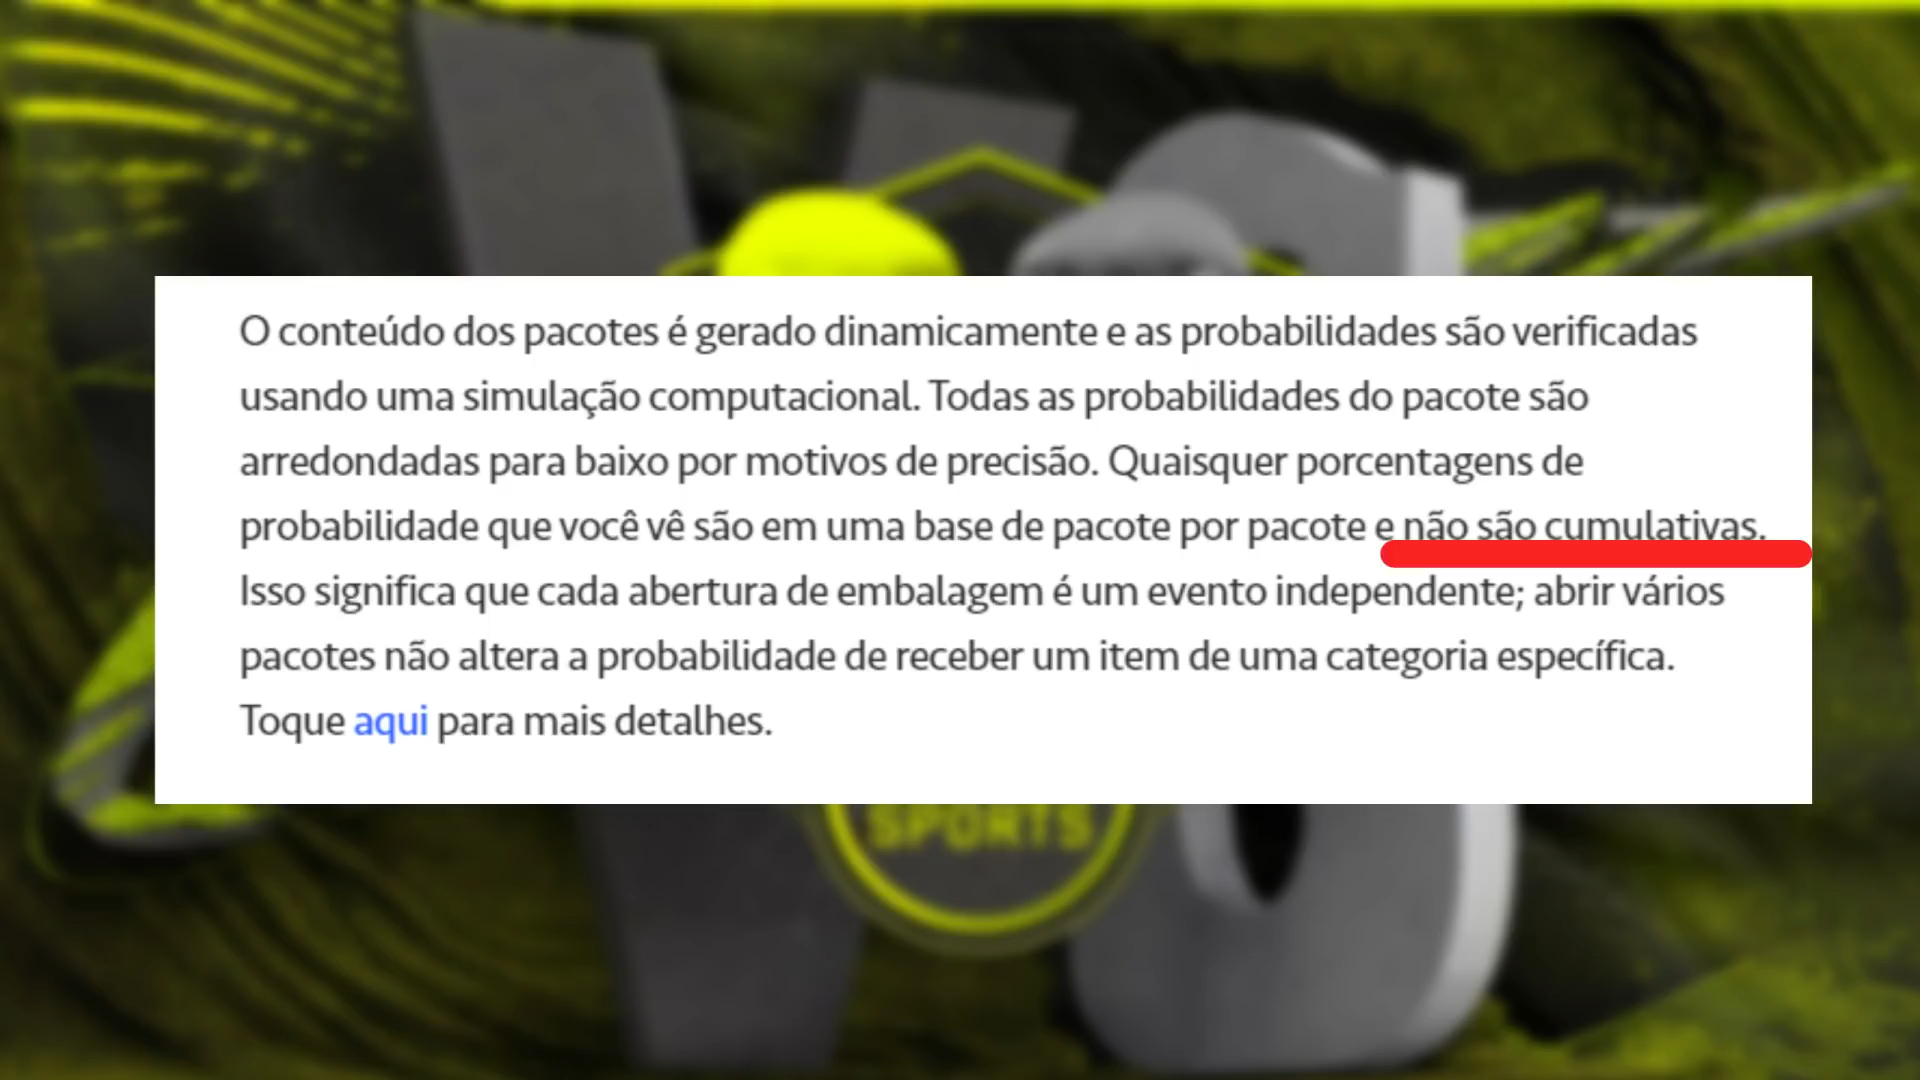 O conteúdo dos pacotes é gerado dinamicamente e as probabilidades são verificadas
usando uma simulação computacional. Todas as probabilidades do pacote são
arredondadas para baixo por motivos de precisão. Quaisquer porcentagens de
probabilidade que você vê são em uma base de pacote por pacote e não são cumulativas.
Isso significa que cada abertura de embalagem é um evento independente; abrir vários
pacotes não altera a probabilidade de receber um item de uma categoria específica.
Toque aqui para mais detalhes.
SPORTS